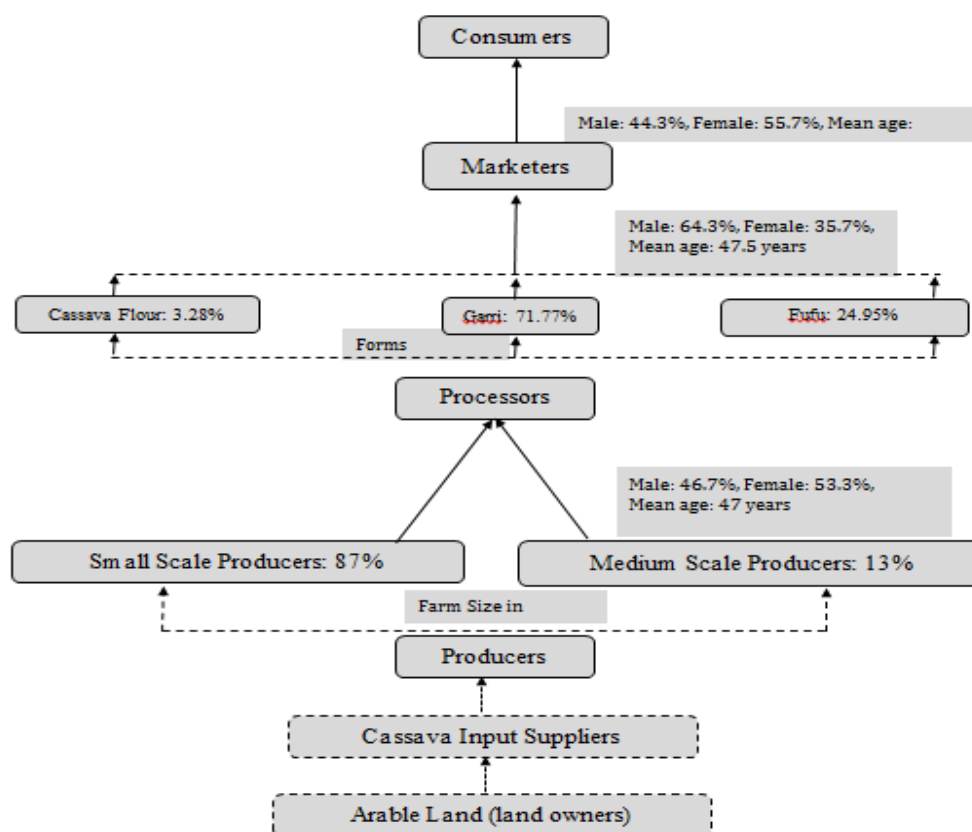 Consumers
Male: 44.3%, Female: 55.7%, Mean age:
Marketers
Male: 64.3%, Female: 35.7%,
Mean age: 47.5 years
Cassava Flour: 3.28%
Garri: 71.77%
Fufu: 24.95%
Forms
Processors
Male: 46.7%, Female: 53.3%,
Mean age: 47 years
Small Scale Producers: 87%
Medium Scale Producers: 13%
Farm Size in
Producers
Cassava Input Suppliers
Arable Land (land owners)